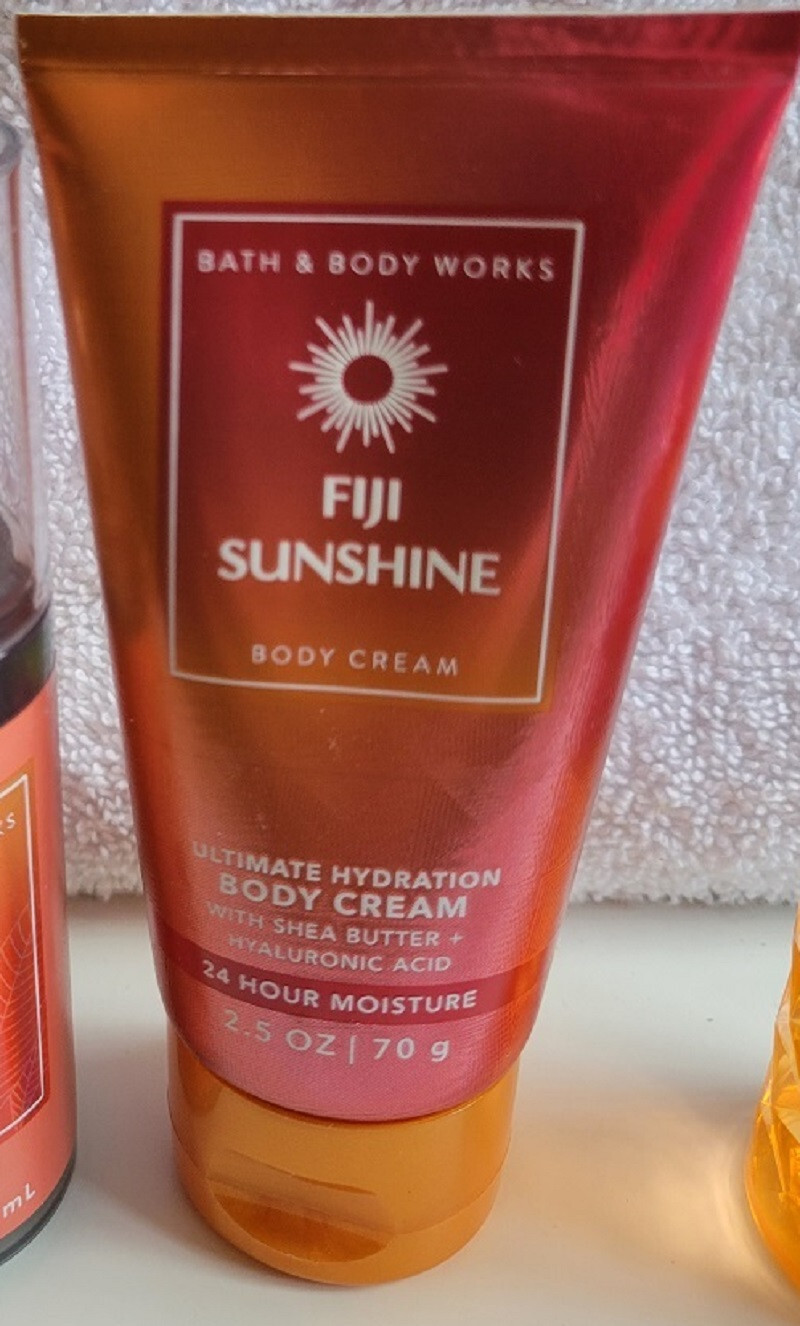 BATH & BODY WORKS
FIJI
SUNSHINE
BODY CREAM
ULTIMATE HYDRATION
BODY CREAM
WITH SHEA BUTTER +
HYALURONIC ACID
24 HOUR MOISTURE
2.5 OZ | 70 g
mL